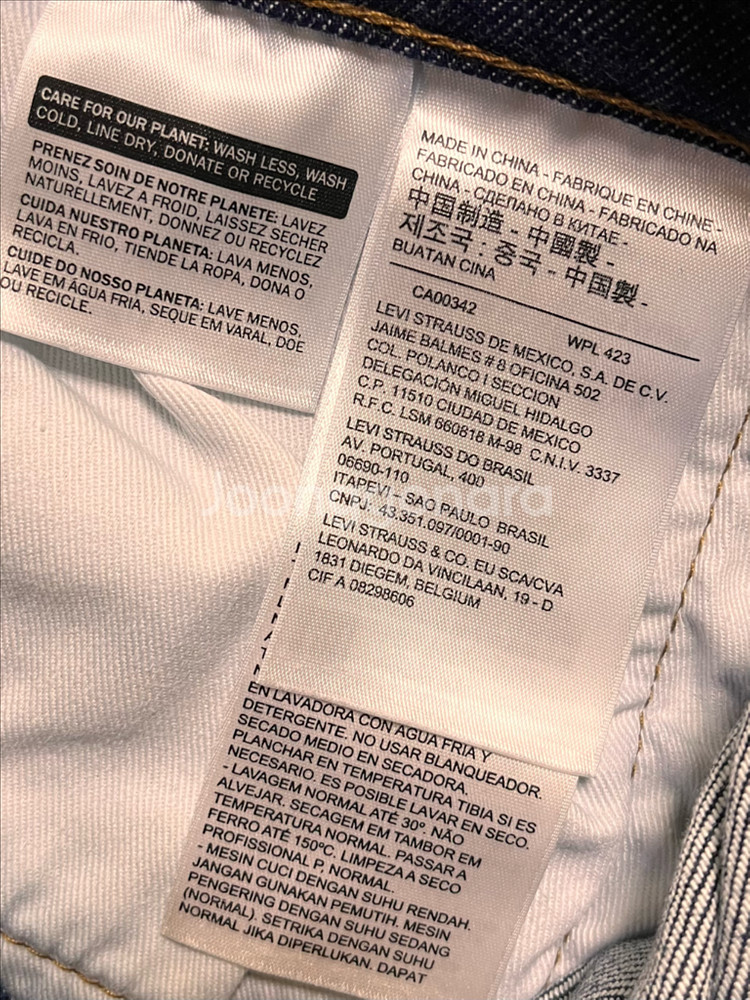 CARE FOR OUR PLANET: WASH LESS, WASH
COLD, LINE DRY, DONATE OR RECYCLE
PRENEZ SOIN DE NOTRE PLANETE: LAVEZ
MOINS, LAVEZ A FROID, LAISSEZ SECHER
NATURELLEMENT, DONNEZ OU RECYCLEZ
CUIDA NUESTRO PLANETA: LAVA MENOS,
LAVA EN FRIO, TIENDE LA ROPA, DONA O
RECICLA.
CUIDE DO NOSSO PLANETA: LAVE MENOS,
LAVE EM ÁGUA FRIA, SEQUE EM VARAL, DOE
OU RECICLE.
MADE IN CHINA - FABRIQUE EN CHINE -
FABRICADO EN CHINA - FABRICADO NA
CHINA - СДЕЛАНО В КИТАЕ -
中国制造 - 中國製 -
제조국 : 중국 - 中国製 -
BUATAN CINA
CA00342 WPL 423
LEVI STRAUSS DE MEXICO, S.A. DE C.V.
JAIME BALMES # 8 OFICINA 502
COL. POLANCO I SECCION
DELEGACIÓN MIGUEL HIDALGO
C.P. 11510 CIUDAD DE MEXICO
R.F.C. LSM 660818 M-98 C.N.I.V. 3337
LEVI STRAUSS DO BRASIL
AV. PORTUGAL, 400
06690-110
ITAPEVI - SAO PAULO BRASIL
CNPJ: 43.351.097/0001-90
LEVI STRAUSS & CO. EU SCA/CVA
LEONARDO DA VINCILAAN, 19 - D
1831 DIEGEM, BELGIUM
CIF A 08298606
EN LAVADORA CON AGUA FRIA Y
DETERGENTE. NO USAR BLANQUEADOR.
SECADO MEDIO EN SECADORA.
PLANCHAR EN TEMPERATURA TIBIA SI ES
NECESARIO. ES POSIBLE LAVAR EN SECO.
- LAVAGEM NORMAL ATÉ 30º. NÃO
ALVEJAR. SECAGEM EM TAMBOR EM
TEMPERATURA NORMAL. PASSAR A
FERRO ATÉ 150ºC. LIMPEZA A SECO
PROFISSIONAL P, NORMAL.
- MESIN CUCI DENGAN SUHU RENDAH.
JANGAN GUNAKAN PEMUTIH. MESIN
PENGERING DENGAN SUHU SEDANG
(NORMAL). SETRIKA DENGAN SUHU
NORMAL JIKA DIPERLUKAN. DAPAT